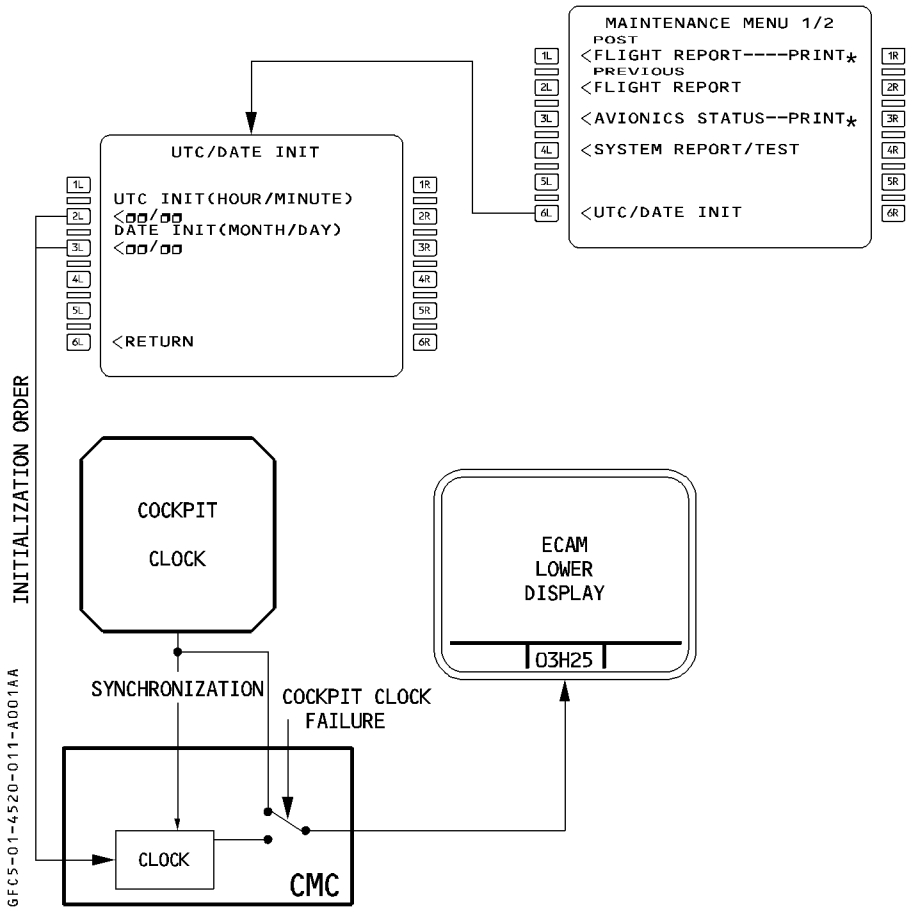 MAINTENANCE MENU 1/2
POST
1L <FLIGHT REPORT----PRINT* 1R
PREVIOUS
2L <FLIGHT REPORT 2R
3L <AVIONICS STATUS--PRINT* 3R
4L <SYSTEM REPORT/TEST 4R
5L 5R
6L <UTC/DATE INIT 6R
UTC/DATE INIT
1L 1R
UTC INIT(HOUR/MINUTE)
2L <□□/□□ 2R
DATE INIT(MONTH/DAY)
3L <□□/□□ 3R
4L 4R
5L 5R
6L <RETURN 6R
INITIALIZATION ORDER
COCKPIT
CLOCK
ECAM
LOWER
DISPLAY
03H25
SYNCHRONIZATION
COCKPIT CLOCK
FAILURE
CLOCK
CMC
GFC5-01-4520-011-A001AA